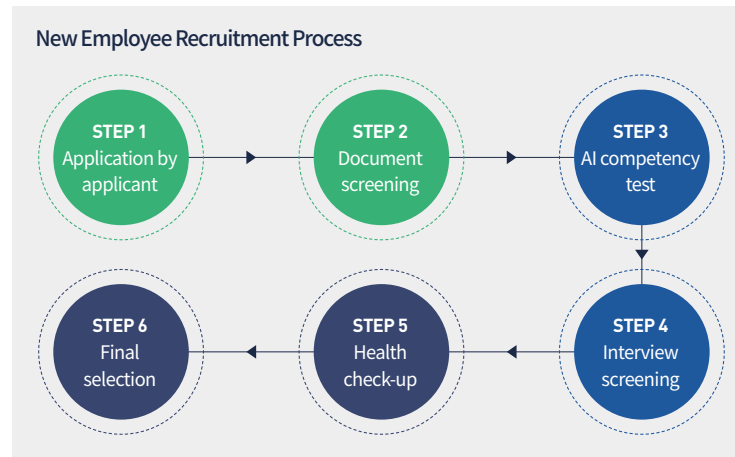 New Employee Recruitment Process
STEP 1
Application by
applicant
STEP 2
Document
screening
STEP 3
AI competency
test
STEP 4
Interview
screening
STEP 5
Health
check-up
STEP 6
Final
selection